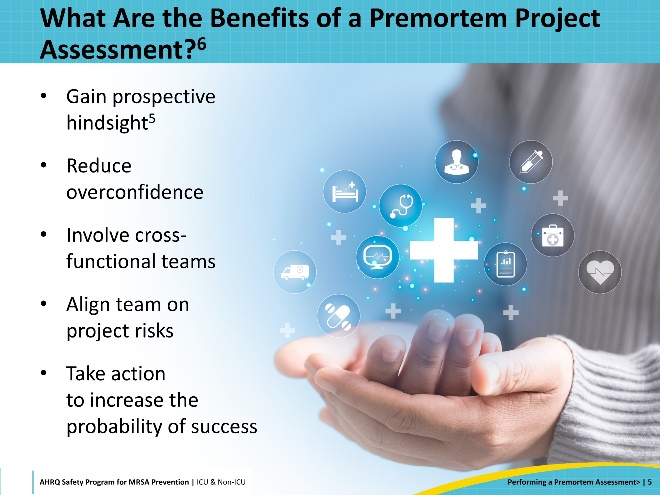 What Are the Benefits of a Premortem Project
Assessment?⁶
• Gain prospective
hindsight⁵
• Reduce
overconfidence
• Involve cross-
functional teams
• Align team on
project risks
• Take action
to increase the
probability of success
AHRQ Safety Program for MRSA Prevention | ICU & Non-ICU
Performing a Premortem Assessment> | 5